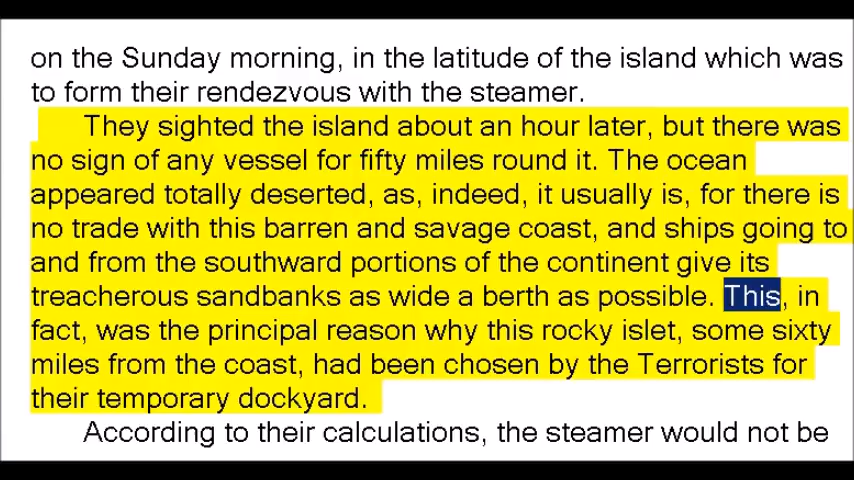 on the Sunday morning, in the latitude of the island which was
to form their rendezvous with the steamer.
They sighted the island about an hour later, but there was
no sign of any vessel for fifty miles round it. The ocean
appeared totally deserted, as, indeed, it usually is, for there is
no trade with this barren and savage coast, and ships going to
and from the southward portions of the continent give its
treacherous sandbanks as wide a berth as possible. This, in
fact, was the principal reason why this rocky islet, some sixty
miles from the coast, had been chosen by the Terrorists for
their temporary dockyard.
According to their calculations, the steamer would not be